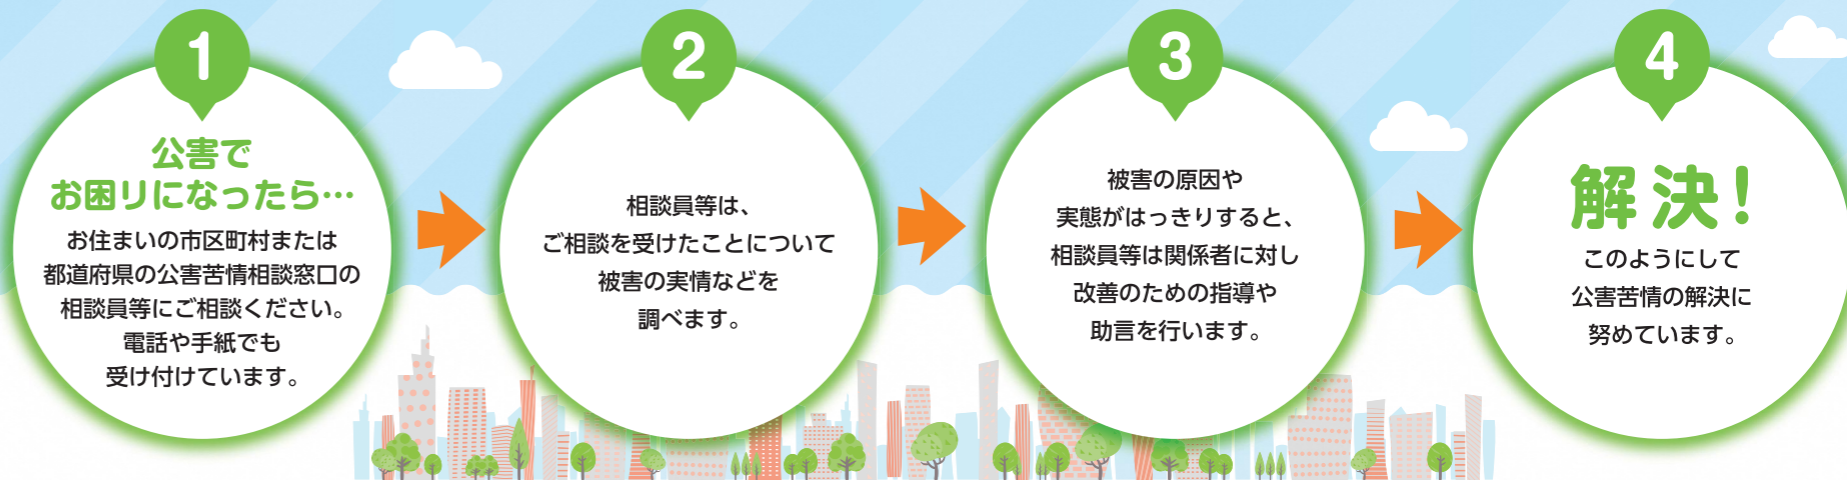 1
公害で
お困りになったら…
お住まいの市区町村または
都道府県の公害苦情相談窓口の
相談員等にご相談ください。
電話や手紙でも
受け付けています。
2
相談員等は、
ご相談を受けたことについて
被害の実情などを
調べます。
3
被害の原因や
実態がはっきりすると、
相談員等は関係者に対し
改善のための指導や
助言を行います。
4
解決！
このようにして
公害苦情の解決に
努めています。